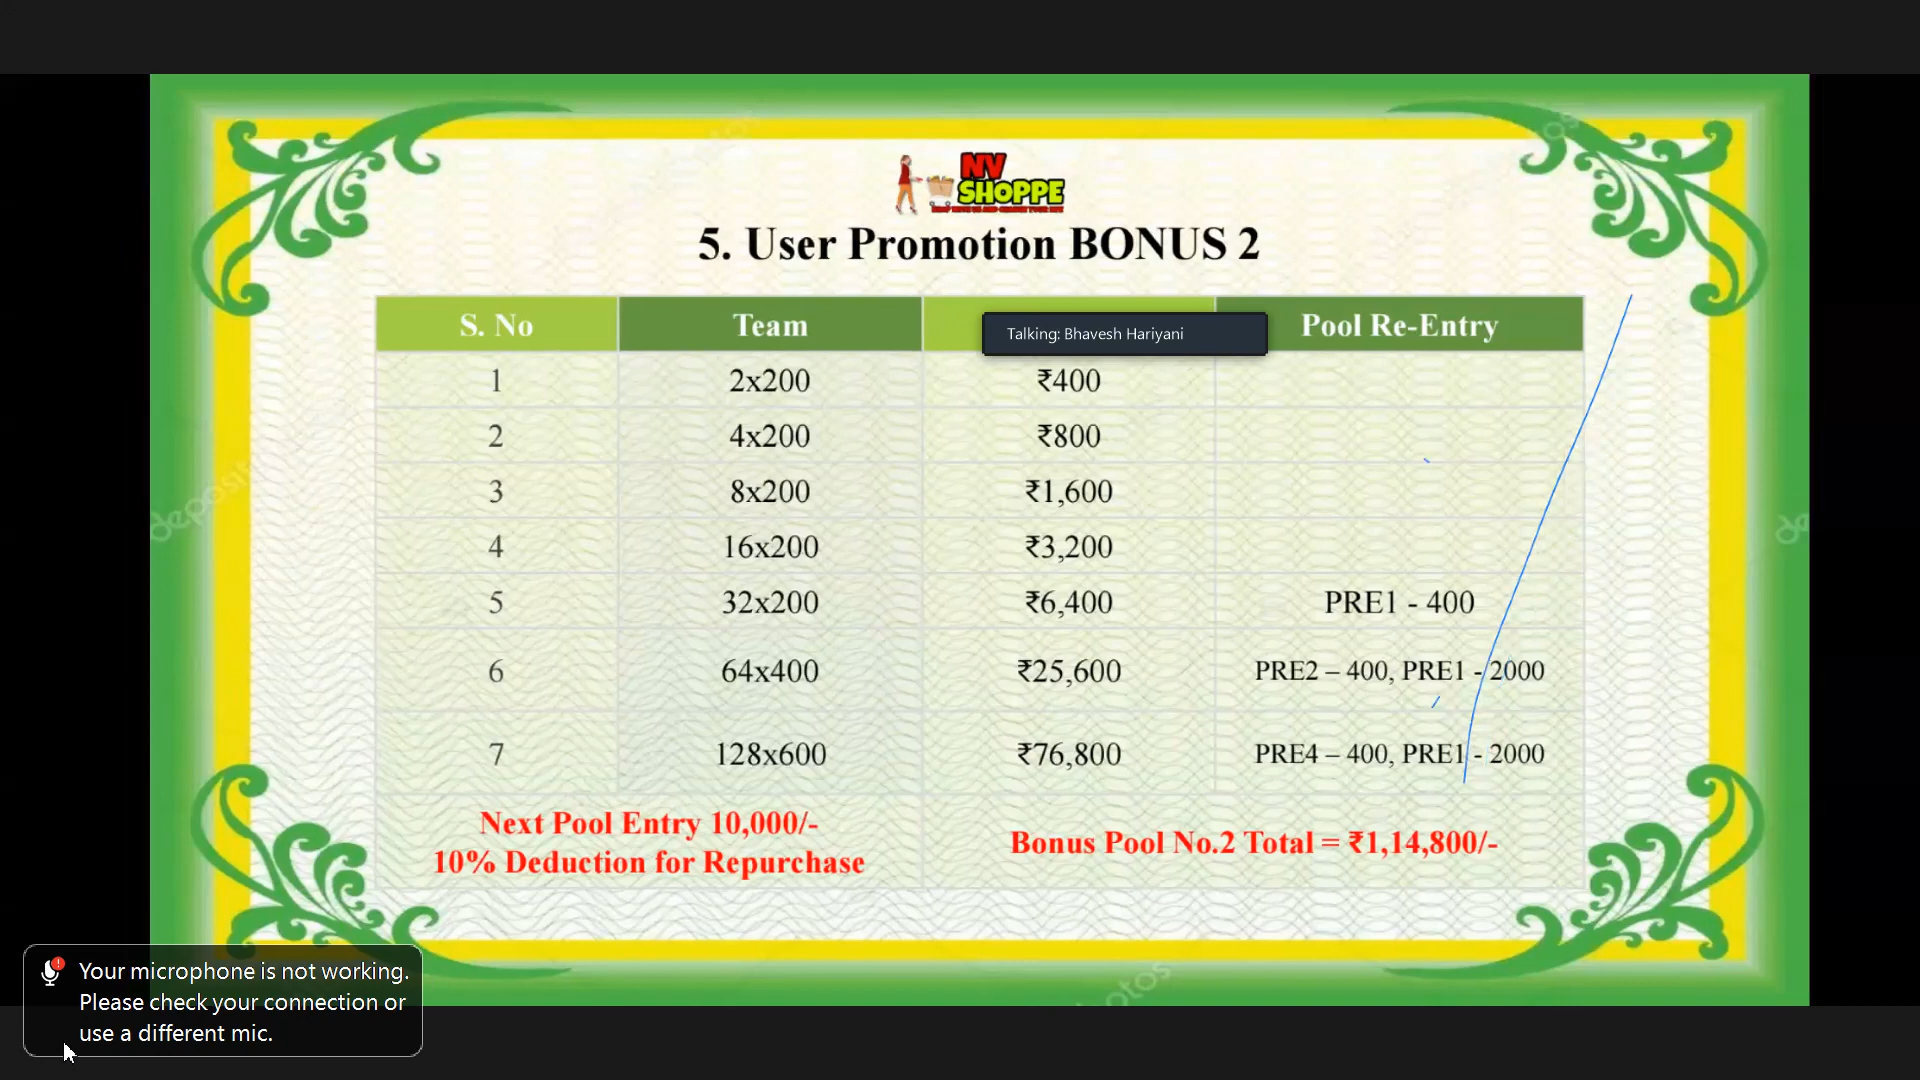 NV
SHOPPE
5. User Promotion BONUS 2
S. No Team Pool Re-Entry
Talking: Bhavesh Hariyani
1 2x200 ₹400
2 4x200 ₹800
3 8x200 ₹1,600
4 16x200 ₹3,200
5 32x200 ₹6,400 PRE1 - 400
6 64x400 ₹25,600 PRE2 – 400, PRE1 - 2000
7 128x600 ₹76,800 PRE4 – 400, PRE1 - 2000
Next Pool Entry 10,000/-
10% Deduction for Repurchase
Bonus Pool No.2 Total = ₹1,14,800/-
Your microphone is not working.
Please check your connection or
use a different mic.